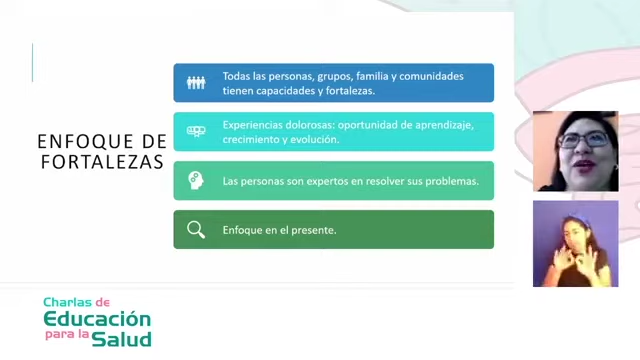 ENFOQUE DE
FORTALEZAS
Todas las personas, grupos, familia y comunidades
tienen capacidades y fortalezas.
Experiencias dolorosas: oportunidad de aprendizaje,
crecimiento y evolución.
Las personas son expertos en resolver sus problemas.
Enfoque en el presente.
Charlas de
Educación
para la
Salud